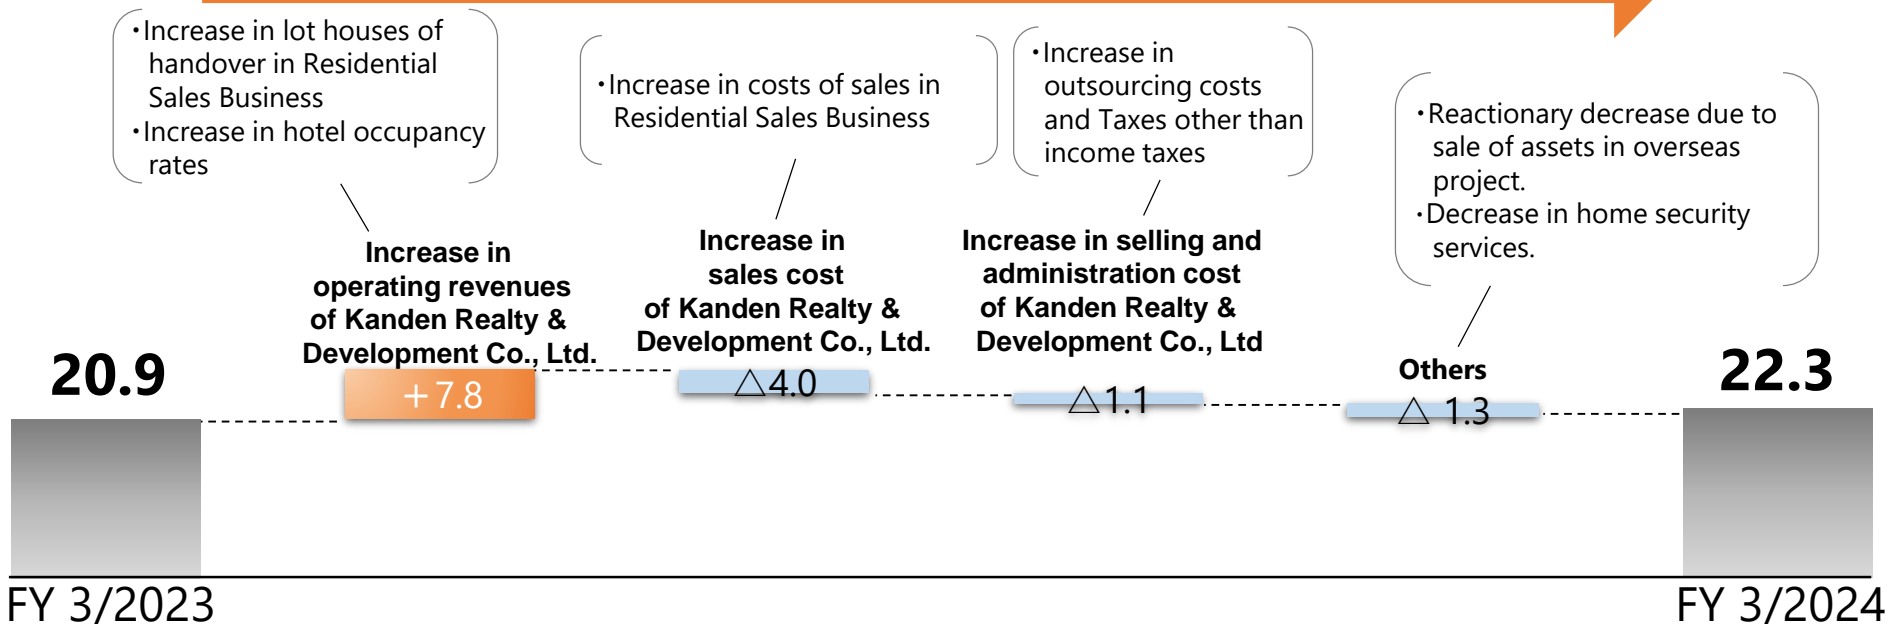 ・Increase in lot houses of
handover in Residential
Sales Business
・Increase in hotel occupancy
rates
・Increase in costs of sales in
Residential Sales Business
・Increase in
outsourcing costs
and Taxes other than
income taxes
・Reactionary decrease due to
sale of assets in overseas
project.
・Decrease in home security
services.
Increase in
operating revenues
of Kanden Realty &
Development Co., Ltd.
Increase in
sales cost
of Kanden Realty &
Development Co., Ltd.
Increase in selling and
administration cost
of Kanden Realty &
Development Co., Ltd
Others
20.9
+7.8
△4.0
△1.1
△ 1.3
22.3
FY 3/2023
FY 3/2024